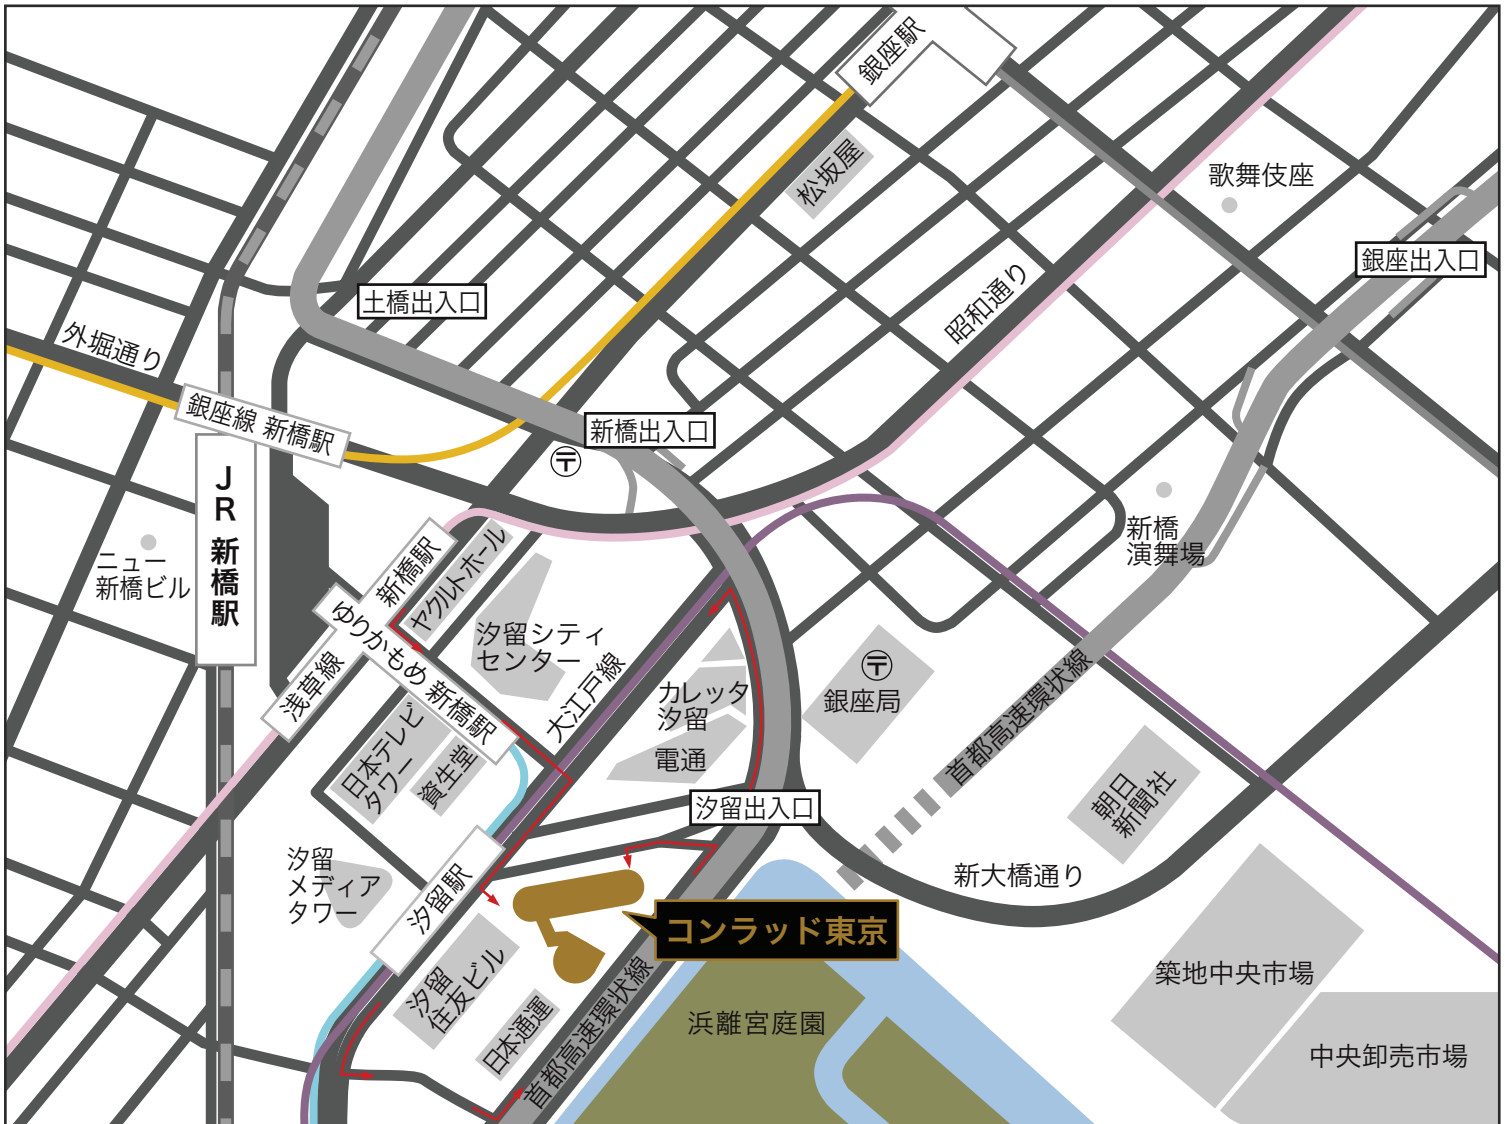 銀座駅
松坂屋
歌舞伎座
銀座出入口
土橋出入口
昭和通り
外堀通り
銀座線 新橋駅
新橋出入口
〒
JR新橋駅
ニュー
新橋ビル
新橋駅
ヤクルトホール
新橋
演舞場
ゆりかもめ 新橋駅
汐留シティ
センター
浅草線
大江戸線
カレッタ
汐留
電通
〒
銀座局
首都高速環状線
日本テレビ
タワー
資生堂
汐留出入口
朝日
新聞社
新大橋通り
汐留
メディア
タワー
汐留駅
コンラッド東京
汐留
住友ビル
日本通運
首都高速環状線
浜離宮庭園
築地中央市場
中央卸売市場